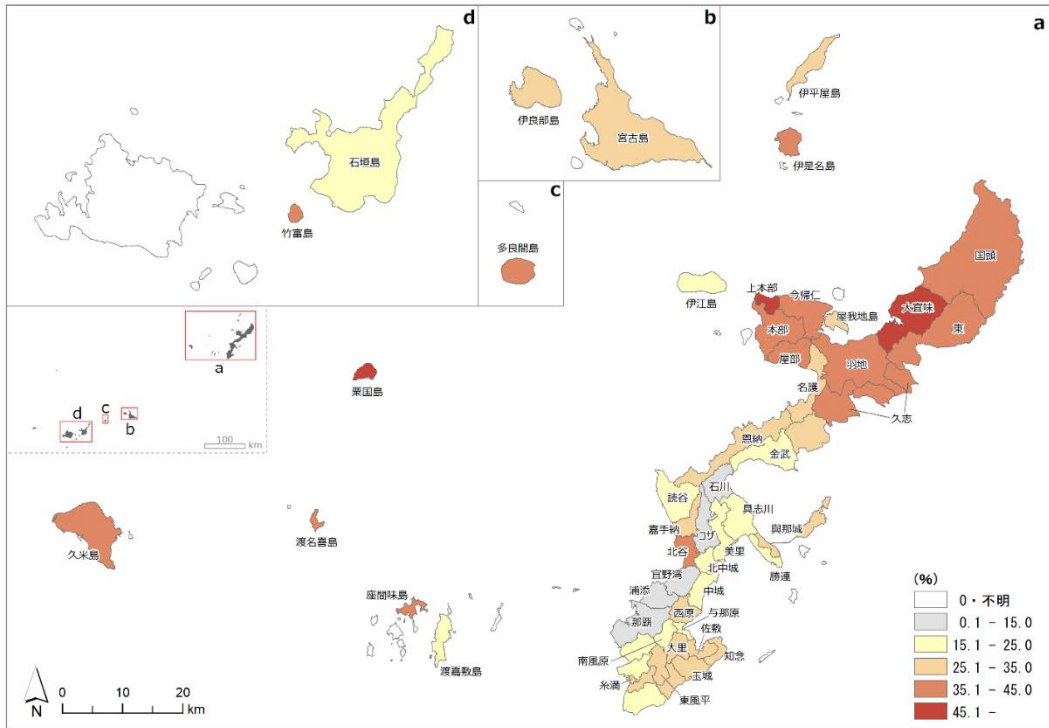 d
b
a
石垣島
竹富島
伊良部島
宮古島
c
多良間島
伊平屋島
伊是名島
国頭
伊江島
上本部
今帰仁
大宜味
屋我地島
東
本部
屋部
羽地
名護
久志
a
d
c
b
100
km
粟国島
恩納
金武
石川
読谷
具志川
嘉手納
コザ
與那城
北谷
美里
北中城
勝連
宜野湾
中城
浦添
西原
与那原
那覇
佐敷
大里
南風原
知念
糸満
玉城
東風平
久米島
渡名喜島
座間味島
渡嘉敷島
N
0 10 20
km
(%)
0・不明
0.1 - 15.0
15.1 - 25.0
25.1 - 35.0
35.1 - 45.0
45.1 -